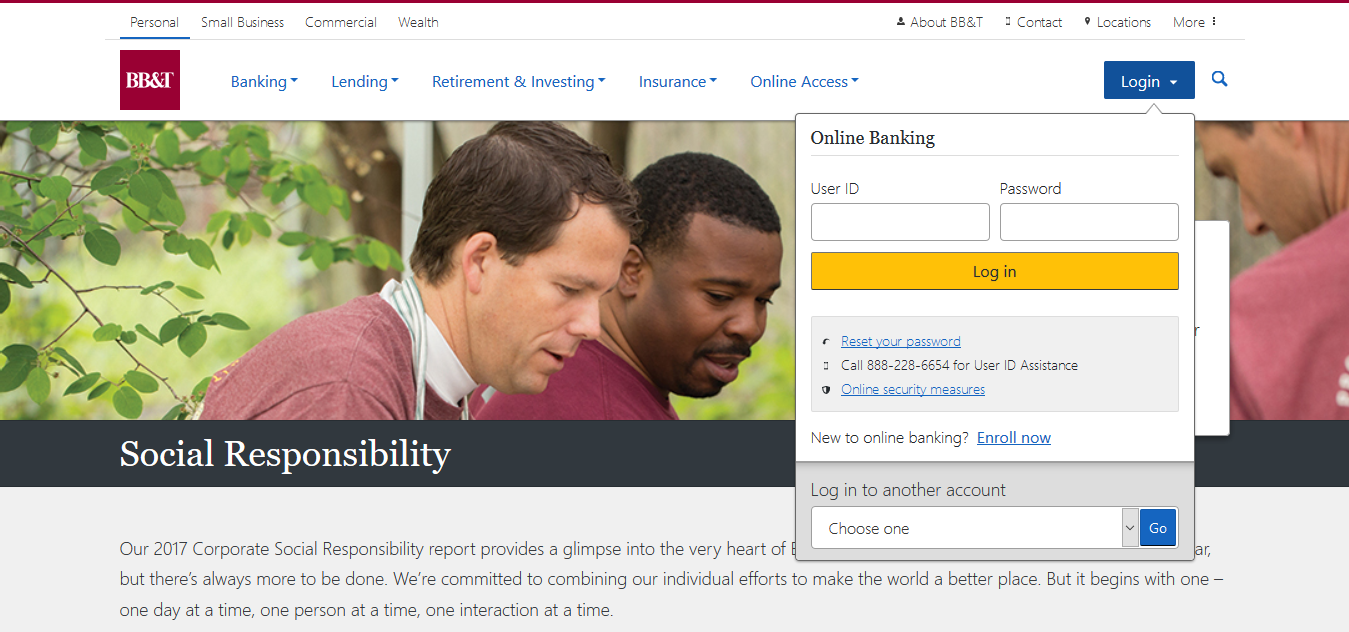 Personal Small Business Commercial Wealth About BB&T Contact Locations More
BB&T Banking Lending Retirement & Investing Insurance Online Access Login
Online Banking
User ID Password
Log in
Reset your password
Call 888-228-6654 for User ID Assistance
Online security measures
New to online banking? Enroll now
Log in to another account
Choose one Go
Social Responsibility
Our 2017 Corporate Social Responsibility report provides a glimpse into the very heart of
but there’s always more to be done. We’re committed to combining our individual efforts to make the world a better place. But it begins with one –
one day at a time, one person at a time, one interaction at a time.